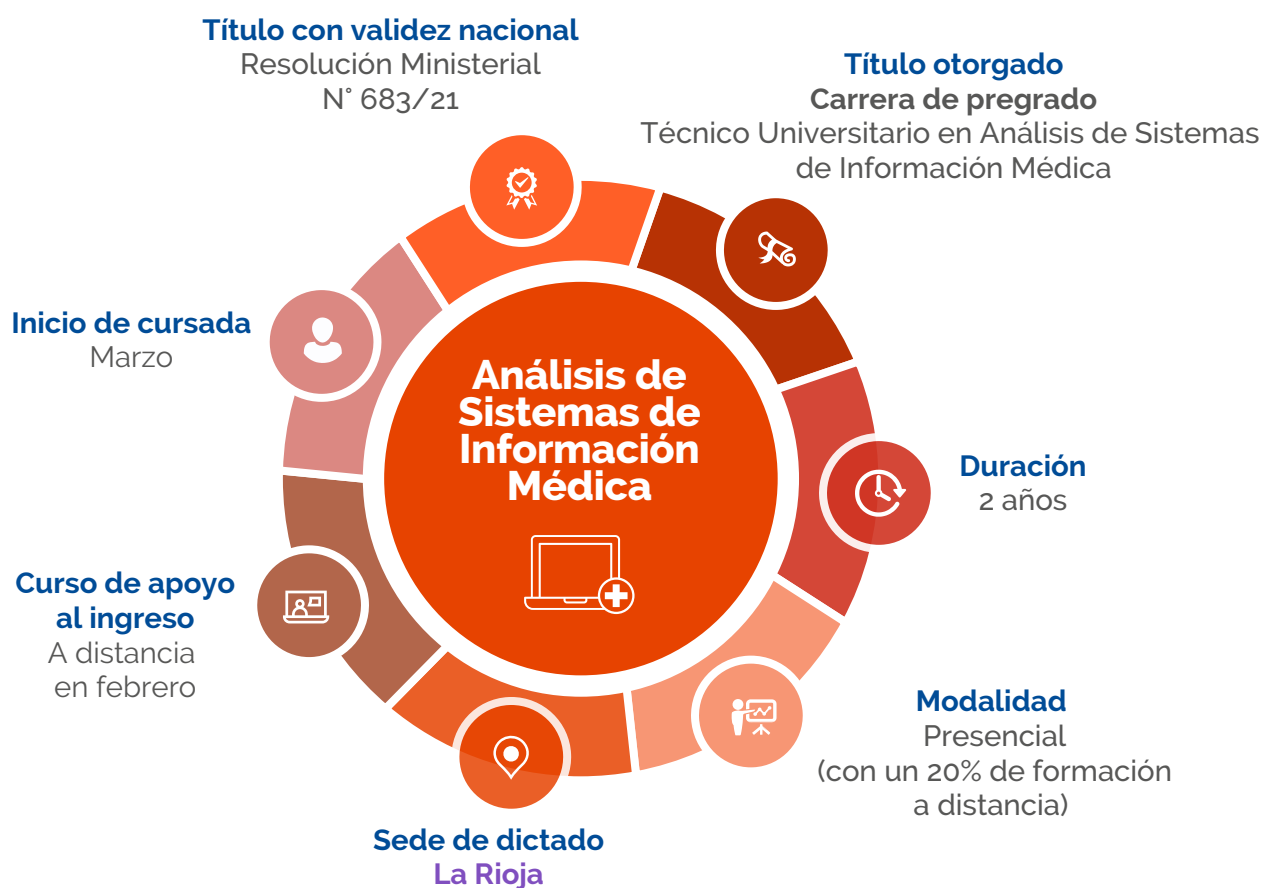 Título con validez nacional
Resolución Ministerial
N° 683/21
Título otorgado
Carrera de pregrado
Técnico Universitario en Análisis de Sistemas
de Información Médica
Inicio de cursada
Marzo
Análisis de
Sistemas de
Información
Médica
Duración
2 años
Curso de apoyo
al ingreso
A distancia
en febrero
Modalidad
Presencial
(con un 20% de formación
a distancia)
Sede de dictado
La Rioja